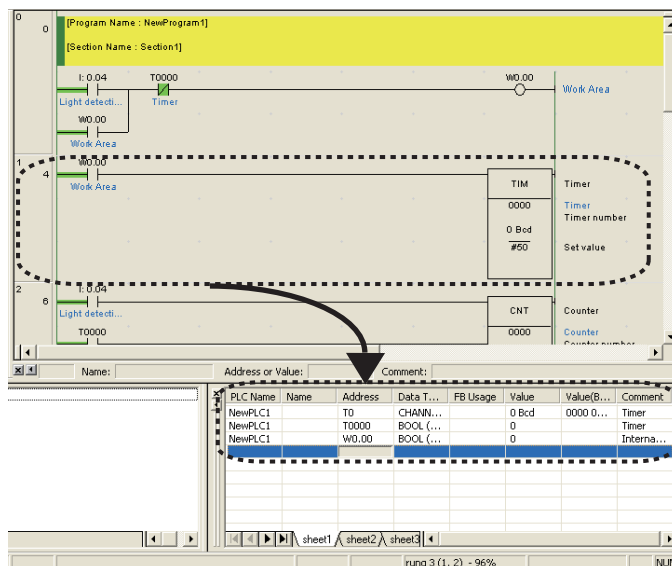 0
0
[Program Name : NewProgram1]
[Section Name : Section1]
I: 0.04 T0000 W0.00
Work Area
Light detecti... Timer
W0.00
Work Area
1
4
W0.00
Work Area
TIM Timer
0000 Timer
Timer number
0 Bcd
#50 Set value
2
6
I: 0.04
Light detecti...
CNT Counter
T0000
0000 Counter
Counter number
Name: Address or Value: Comment:
PLC Name Name Address Data T... FB Usage Value Value(B... Comment
NewPLC1 T0 CHANN... 0 Bcd 0000 0... Timer
NewPLC1 T0000 BOOL (... 0 Timer
NewPLC1 W0.00 BOOL (... 0 Interna...
sheet1 sheet2 sheet3
rung 3 (1, 2) - 96% NUM